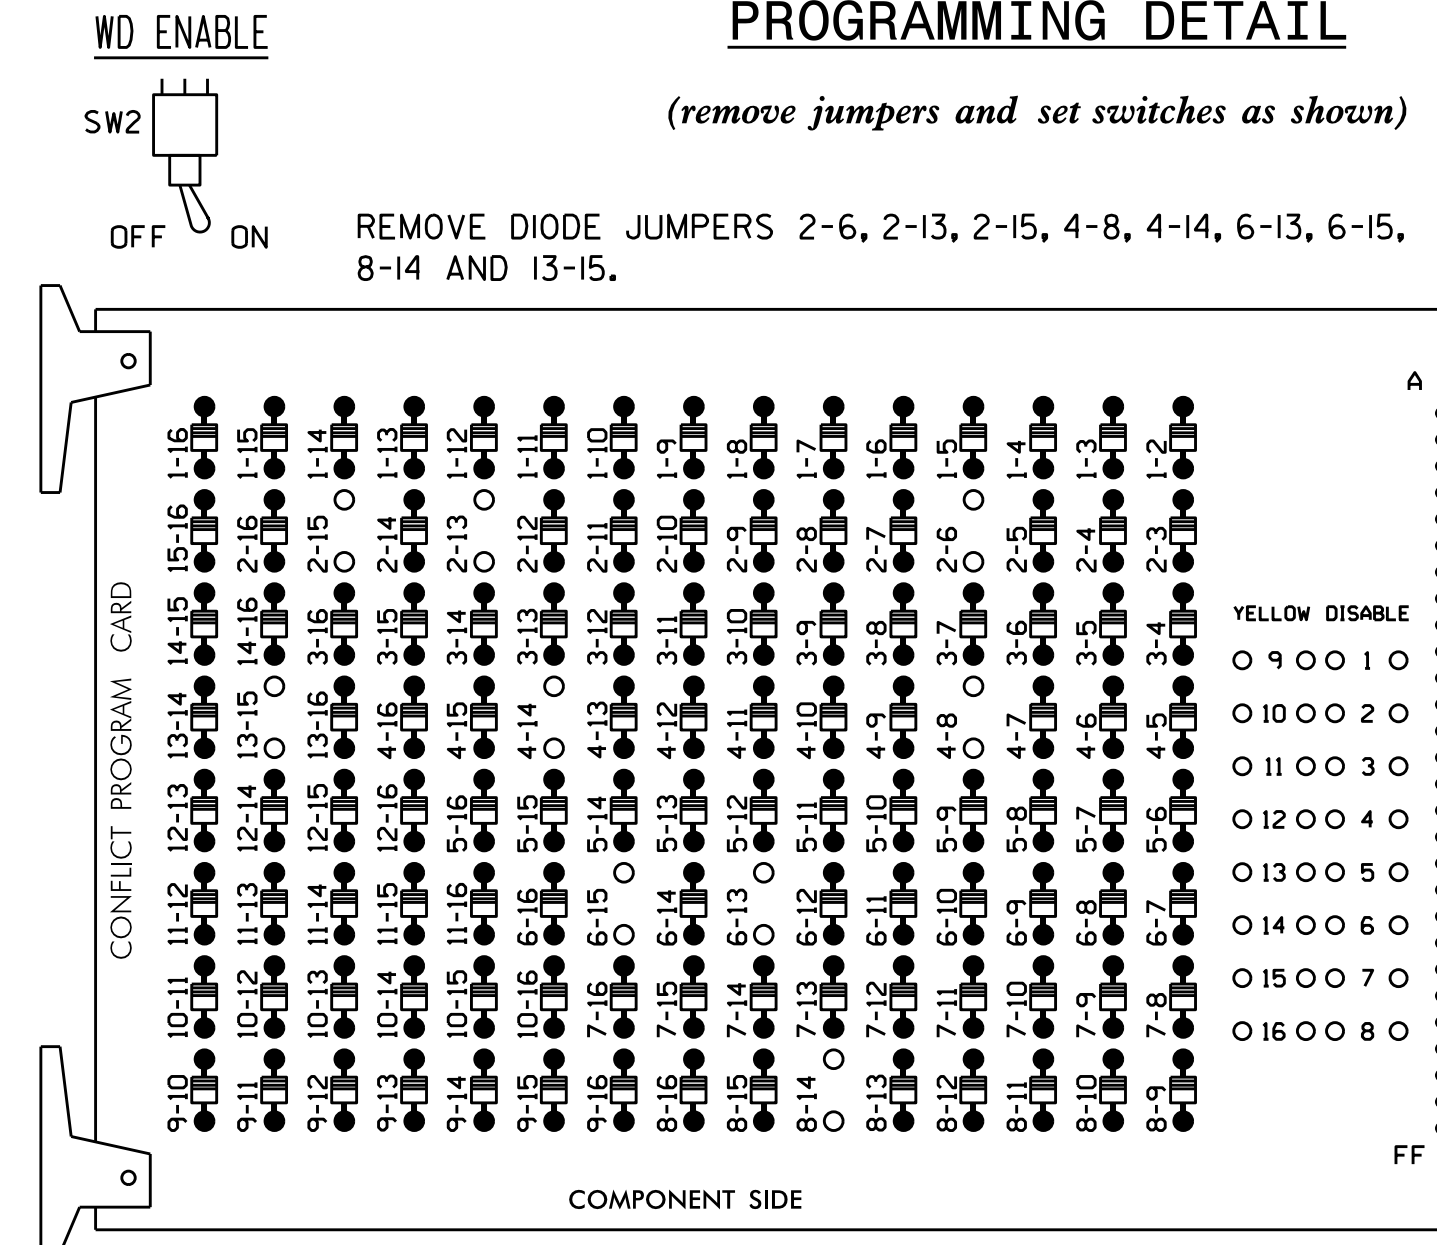 WD ENABLE
PROGRAMMING DETAIL
(remove jumpers and set switches as shown)
SW2
OFF ON
REMOVE DIODE JUMPERS 2-6, 2-13, 2-15, 4-8, 4-14, 6-13, 6-15,
8-14 AND 13-15.
A
1-16 1-15 1-14 1-13 1-12 1-11 1-10 1-9 1-8 1-7 1-6 1-5 1-4 1-3 1-2
15-16 2-16 2-15 2-14 2-13 2-12 2-11 2-10 2-9 2-8 2-7 2-6 2-5 2-4 2-3
14-15 14-16 3-16 3-15 3-14 3-13 3-12 3-11 3-10 3-9 3-8 3-7 3-6 3-5 3-4
13-14 13-15 13-16 4-16 4-15 4-14 4-13 4-12 4-11 4-10 4-9 4-8 4-7 4-6 4-5
12-13 12-14 12-15 12-16 5-16 5-15 5-14 5-13 5-12 5-11 5-10 5-9 5-8 5-7 5-6
11-12 11-13 11-14 11-15 11-16 6-16 6-15 6-14 6-13 6-12 6-11 6-10 6-9 6-8 6-7
10-11 10-12 10-13 10-14 10-15 10-16 7-16 7-15 7-14 7-13 7-12 7-11 7-10 7-9 7-8
9-10 9-11 9-12 9-13 9-14 9-15 9-16 8-16 8-15 8-14 8-13 8-12 8-11 8-10 8-9
CONFLICT PROGRAM CARD
YELLOW DISABLE
9 1
10 2
11 3
12 4
13 5
14 6
15 7
16 8
FF
COMPONENT SIDE